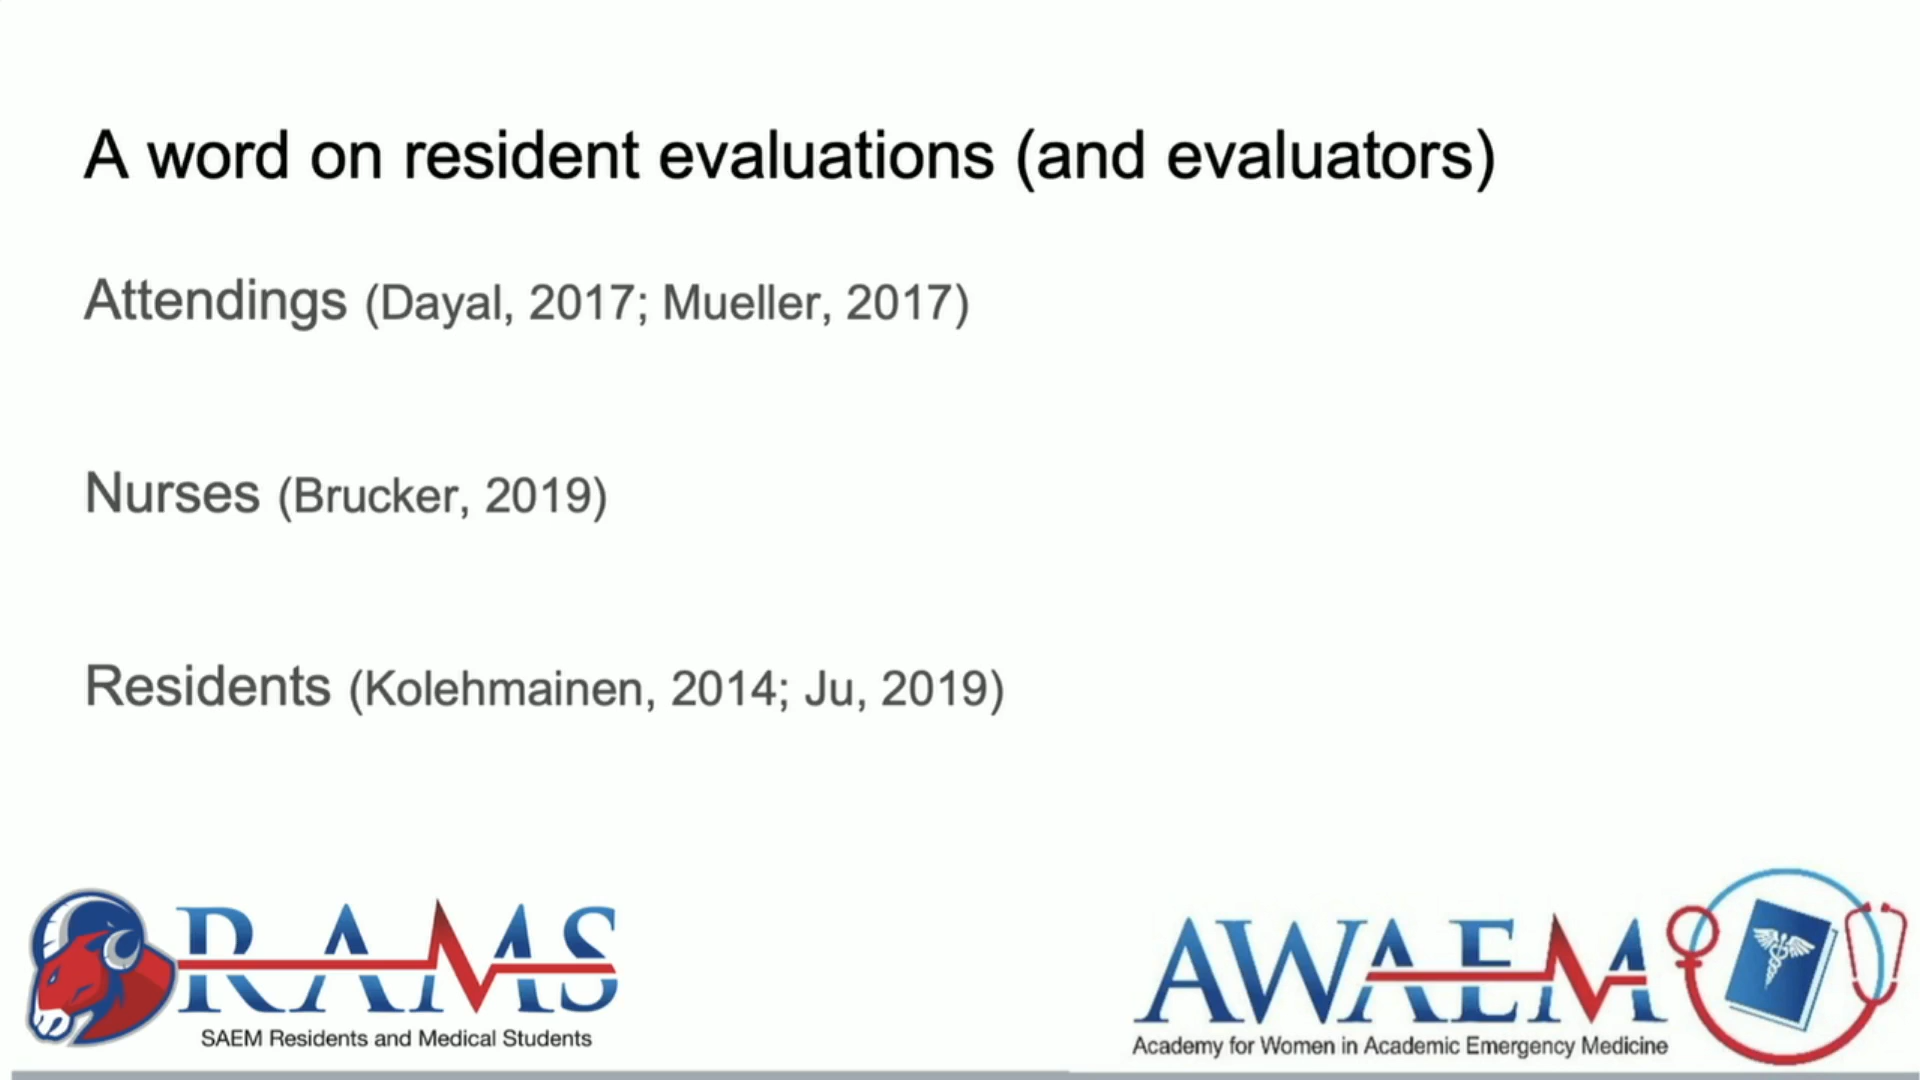 A word on resident evaluations (and evaluators)
Attendings (Dayal, 2017; Mueller, 2017)
Nurses (Brucker, 2019)
Residents (Kolehmainen, 2014; Ju, 2019)
RAMS
SAEM Residents and Medical Students
AWAEM
Academy for Women in Academic Emergency Medicine